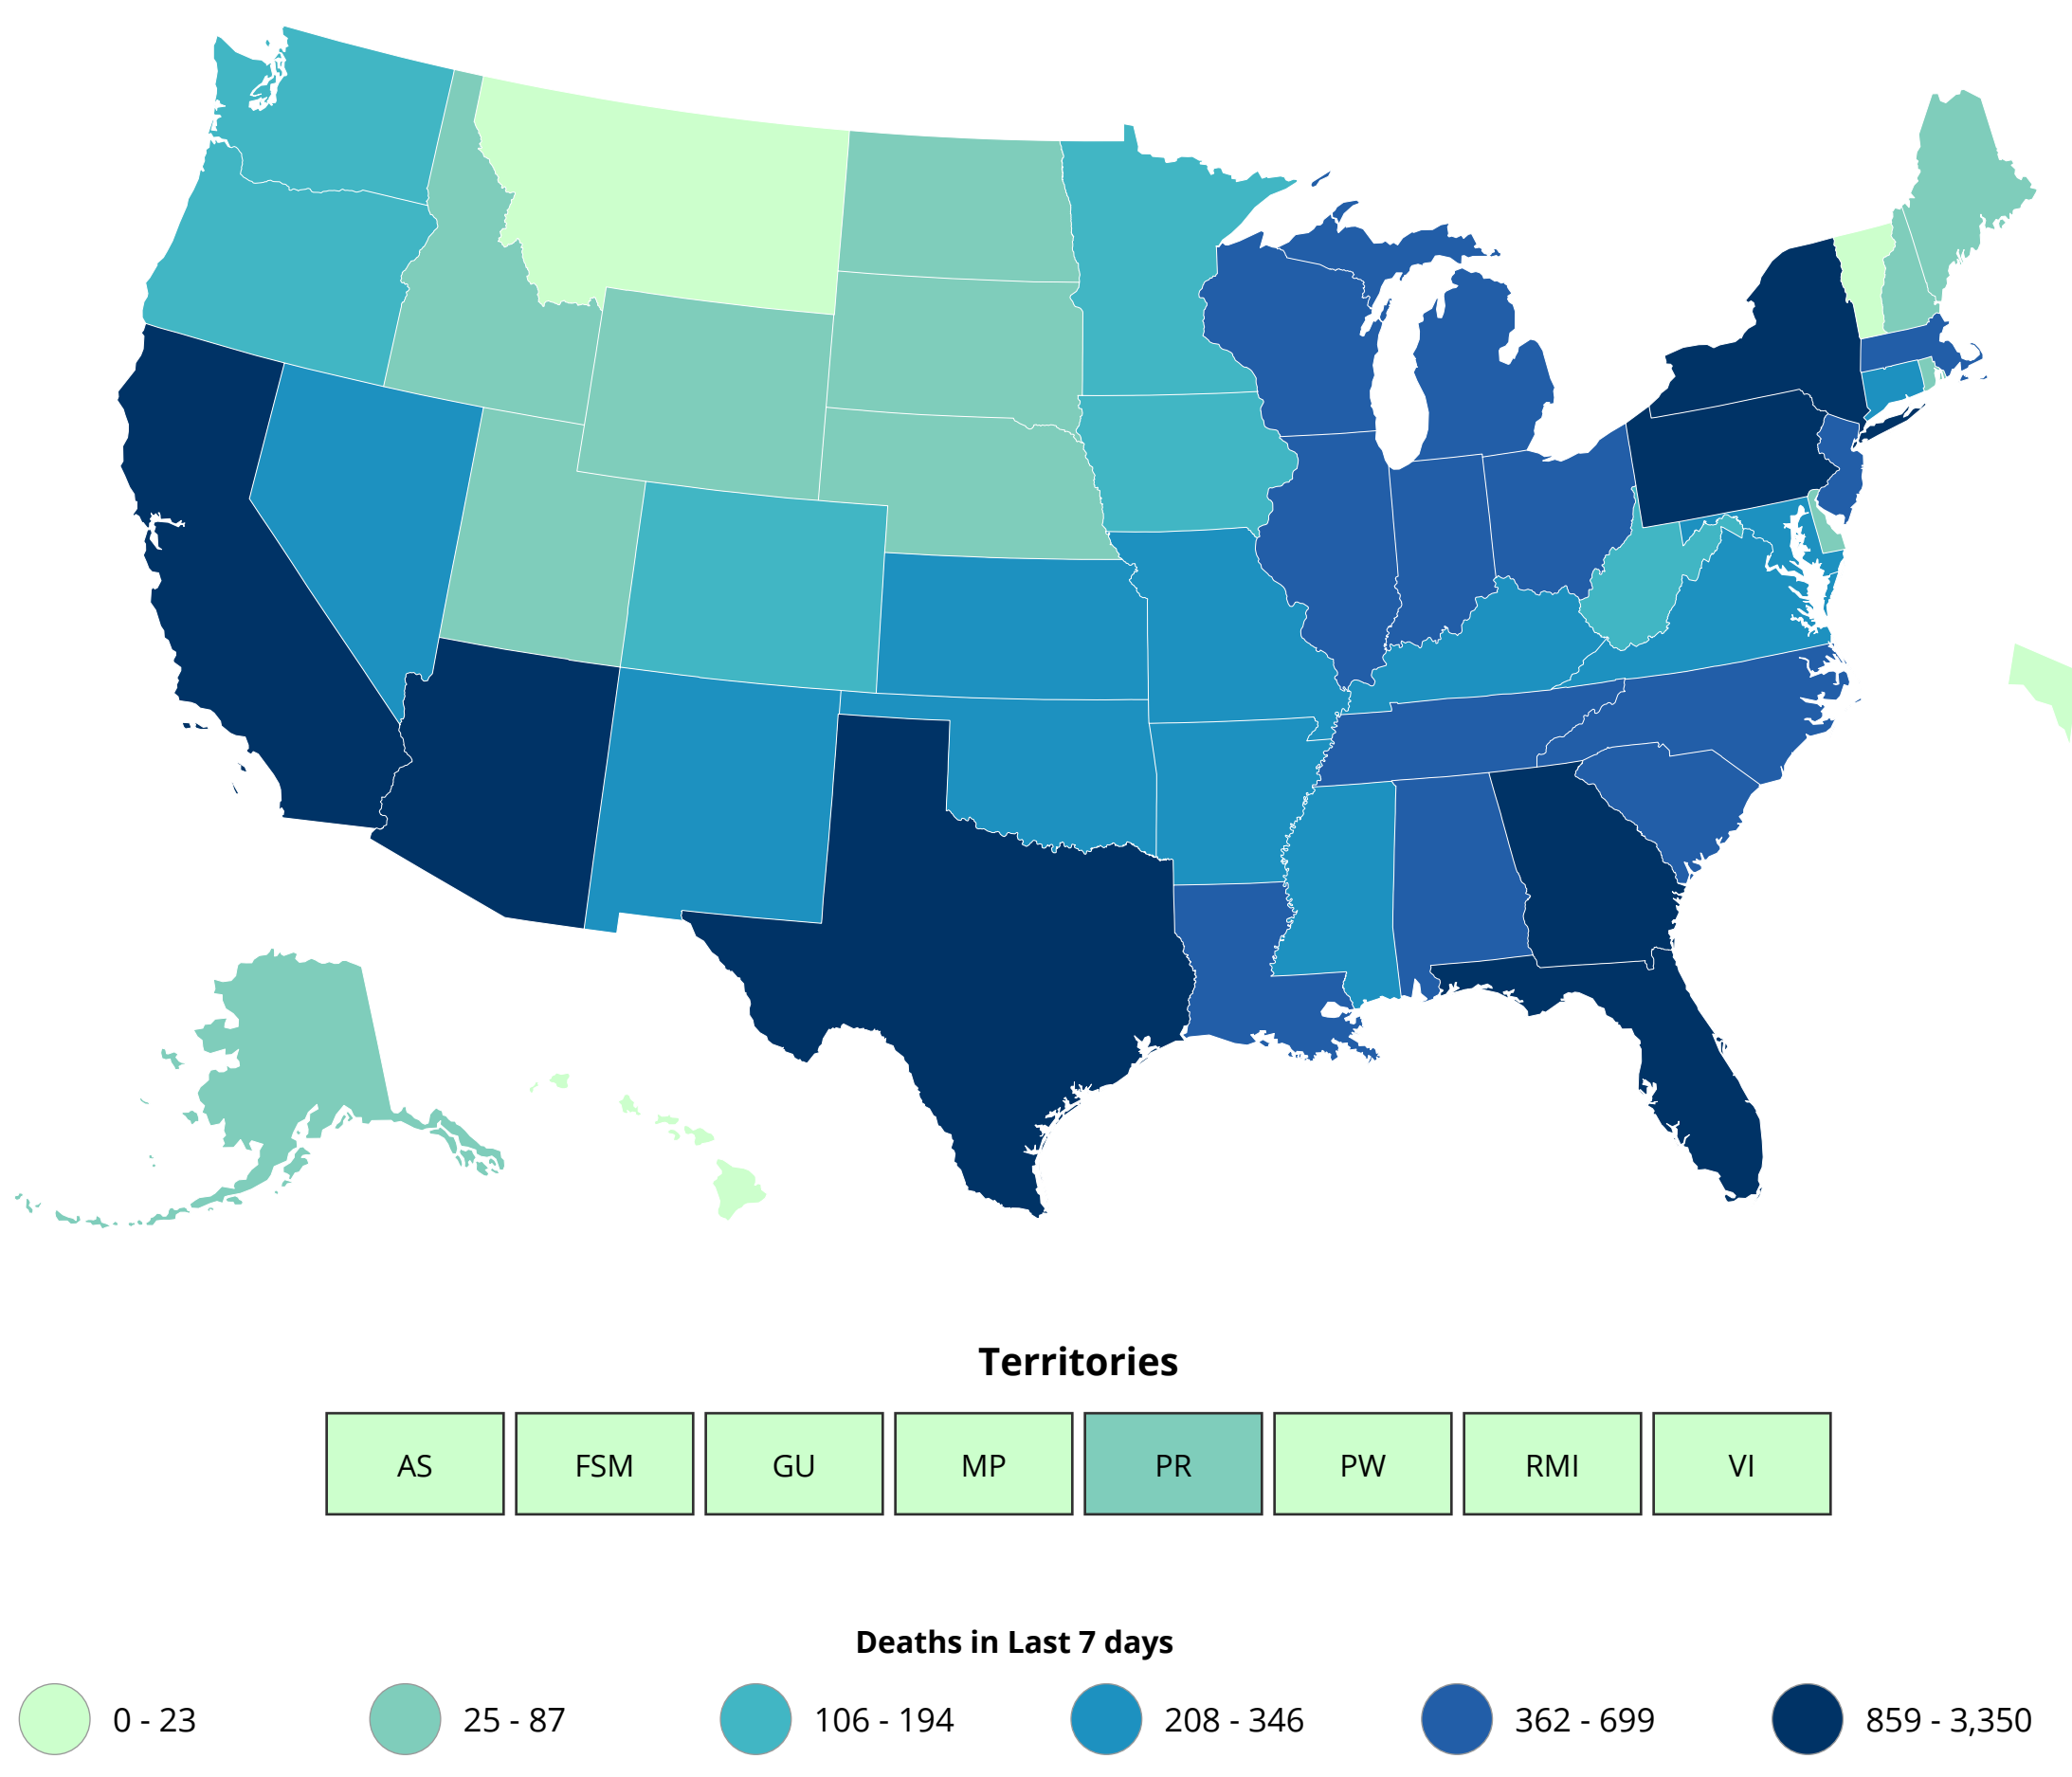 Territories
AS FSM GU MP PR PW RMI VI
Deaths in Last 7 days
0 - 23 25 - 87 106 - 194 208 - 346 362 - 699 859 - 3,350